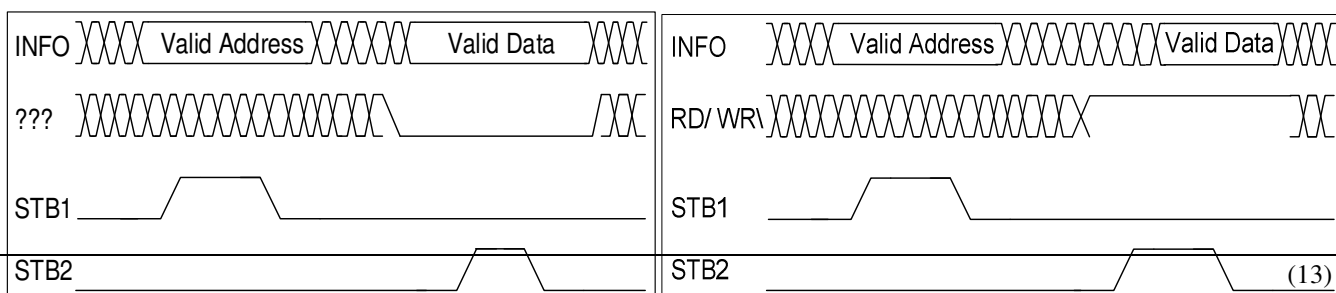 INFO Valid Address Valid Data
???
STB1
STB2
INFO Valid Address Valid Data
RD/ WR\
STB1
STB2
(13)